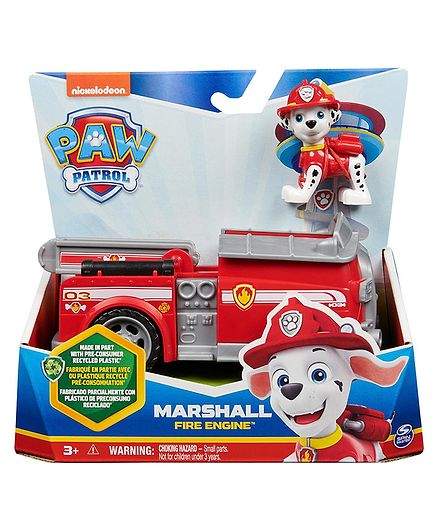 nickelodeon
PAW
PATROL
03
MADE IN PART
WITH PRE-CONSUMER
RECYCLED PLASTIC*
FABRIQUÉ EN PARTIE AVEC
DU PLASTIQUE RECYCLÉ
PRÉ-CONSOMMATION*
FABRICADO PARCIALMENTE CON
PLÁSTICO DE PRECONSUMO
RECICLADO*
MARSHALL
FIRE ENGINE™
3+
WARNING: CHOKING HAZARD - Small parts.
Not for children under 3 years.
SPIN MASTER